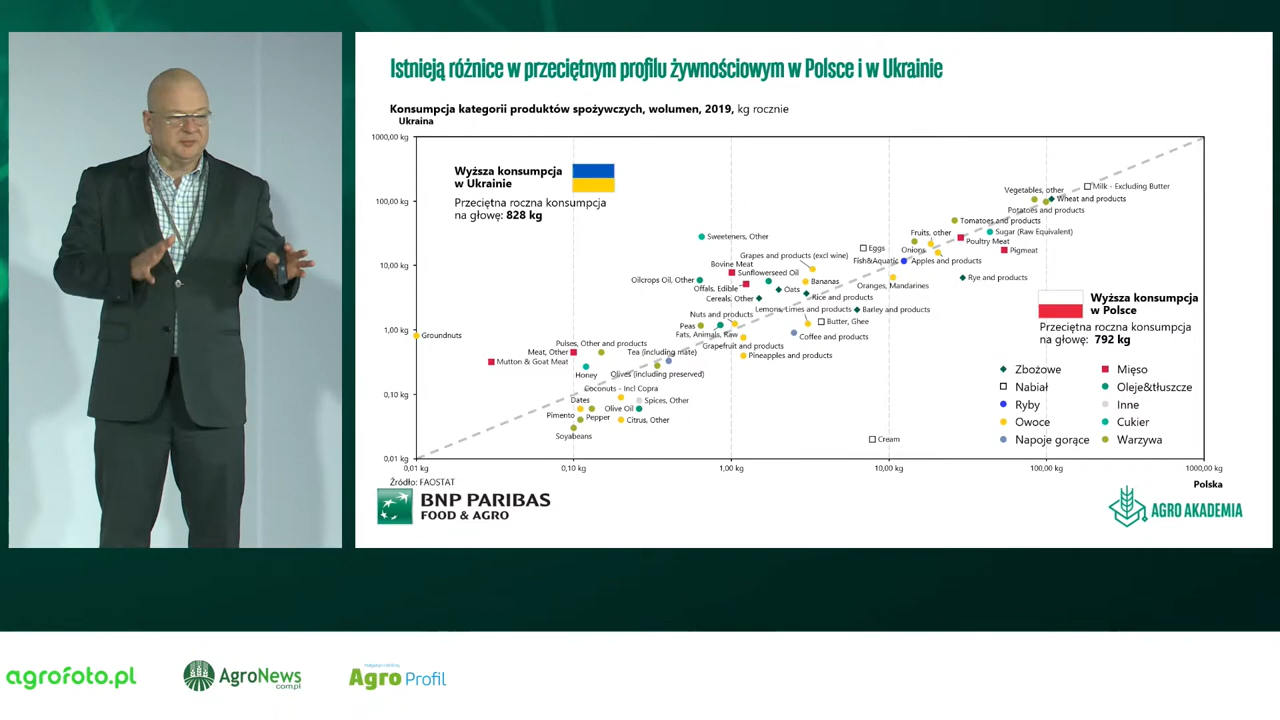 Istnieją różnice w przeciętnym profilu żywnościowym w Polsce i w Ukrainie
Konsumpcja kategorii produktów spożywczych, wolumen, 2019, kg rocznie
Ukraina
1000,00 kg
100,00 kg
10,00 kg
1,00 kg
0,10 kg
0,01 kg
Wyższa konsumpcja
w Ukrainie
Przeciętna roczna konsumpcja
na głowę: 828 kg
Vegetables, other
Milk - Excluding Butter
Wheat and products
Potatoes and products
Tomatoes and products
Fruits, other
Sugar (Raw Equivalent)
Sweeteners, Other
Onions
Poultry Meat
Eggs
Pigmeat
Grapes and products (excl wine)
Fish&Aquatic
Apples and products
Bovine Meat
Sunflowerseed Oil
Oilcrops Oil, Other
Bananas
Oranges, Mandarines
Rye and products
Offals, Edible
Oats
Cereals, Other
Rice and products
Lemons, Limes and products
Barley and products
Nuts and products
Peas
Butter, Ghee
Fats, Animals, Raw
Coffee and products
Groundnuts
Pulses, Other and products
Grapefruit and products
Meat, Other
Tea (including mate)
Pineapples and products
Mutton & Goat Meat
Honey
Olives (including preserved)
Coconuts - Incl Copra
Dates
Spices, Other
Olive Oil
Pimento
Pepper
Citrus, Other
Soyabeans
Cream
Wyższa konsumpcja
w Polsce
Przeciętna roczna konsumpcja
na głowę: 792 kg
Zbożowe
Mięso
Nabiał
Oleje&tłuszcze
Ryby
Inne
Owoce
Cukier
Napoje gorące
Warzywa
0,01 kg
0,10 kg
1,00 kg
10,00 kg
100,00 kg
1000,00 kg
Polska
Źródło: FAOSTAT
BNP PARIBAS
FOOD & AGRO
AGRO AKADEMIA
agrofoto.pl
AgroNews
com.pl
Agro Profil